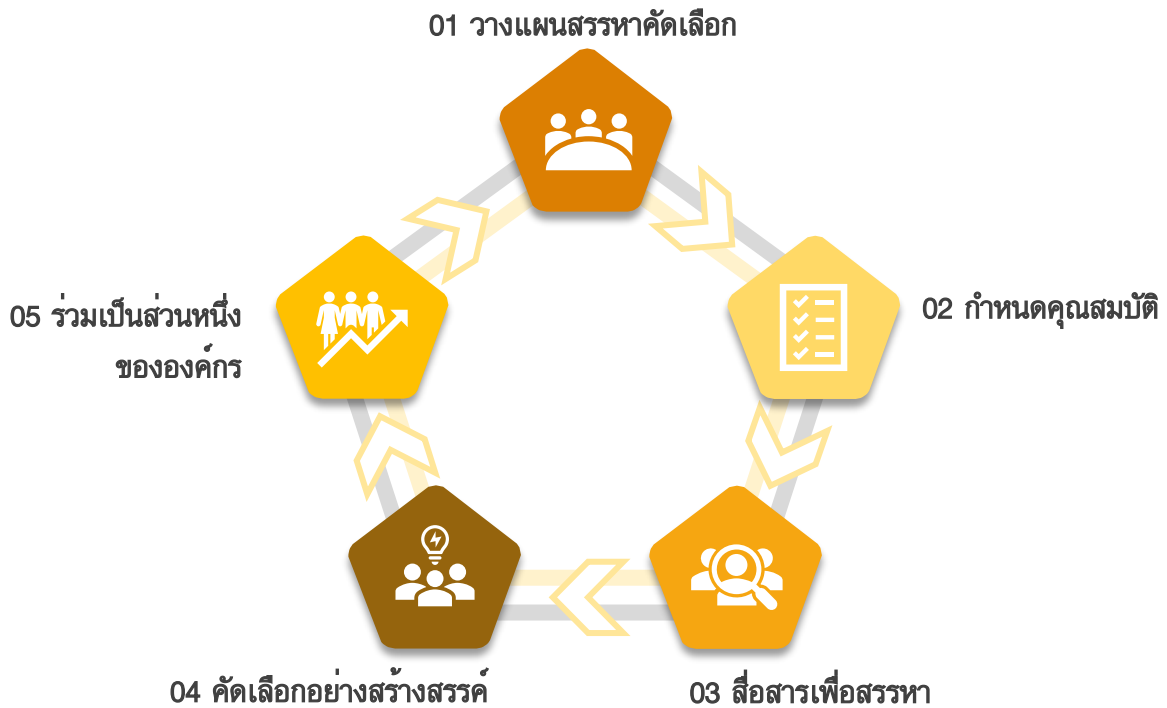 01 วางแผนสรรหาคัดเลือก
02 กำหนดคุณสมบัติ
03 สื่อสารเพื่อสรรหา
04 คัดเลือกอย่างสร้างสรรค์
05 ร่วมเป็นส่วนหนึ่ง
ขององค์กร